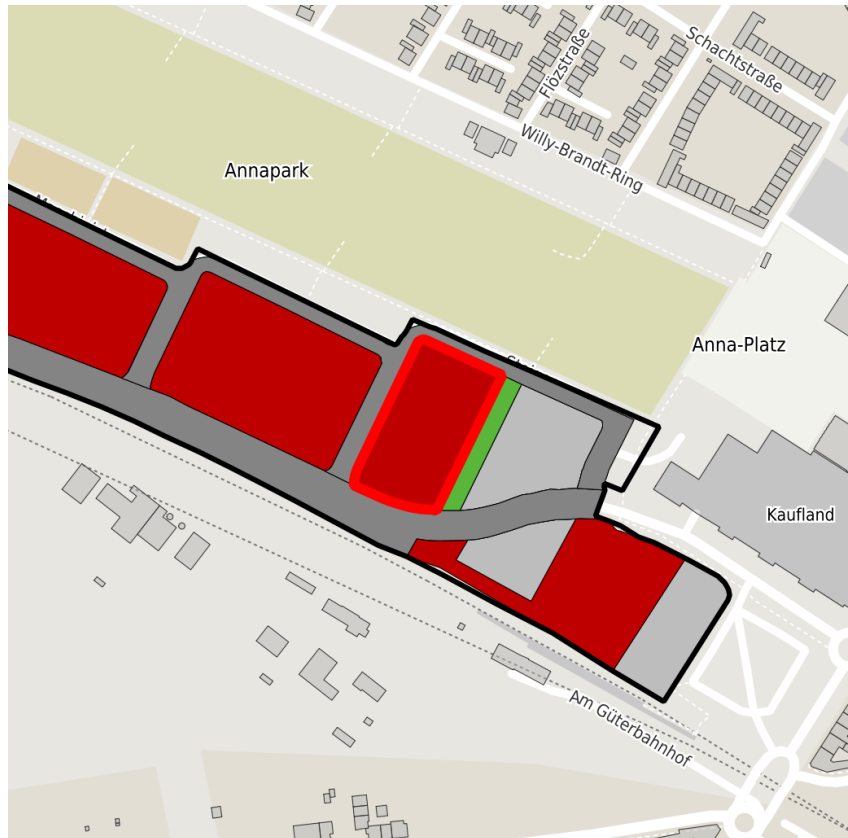 Schachtstraße
Flözstraße
Willy-Brandt-Ring
Annapark
Anna-Platz
Kaufland
Am Güterbahnhof